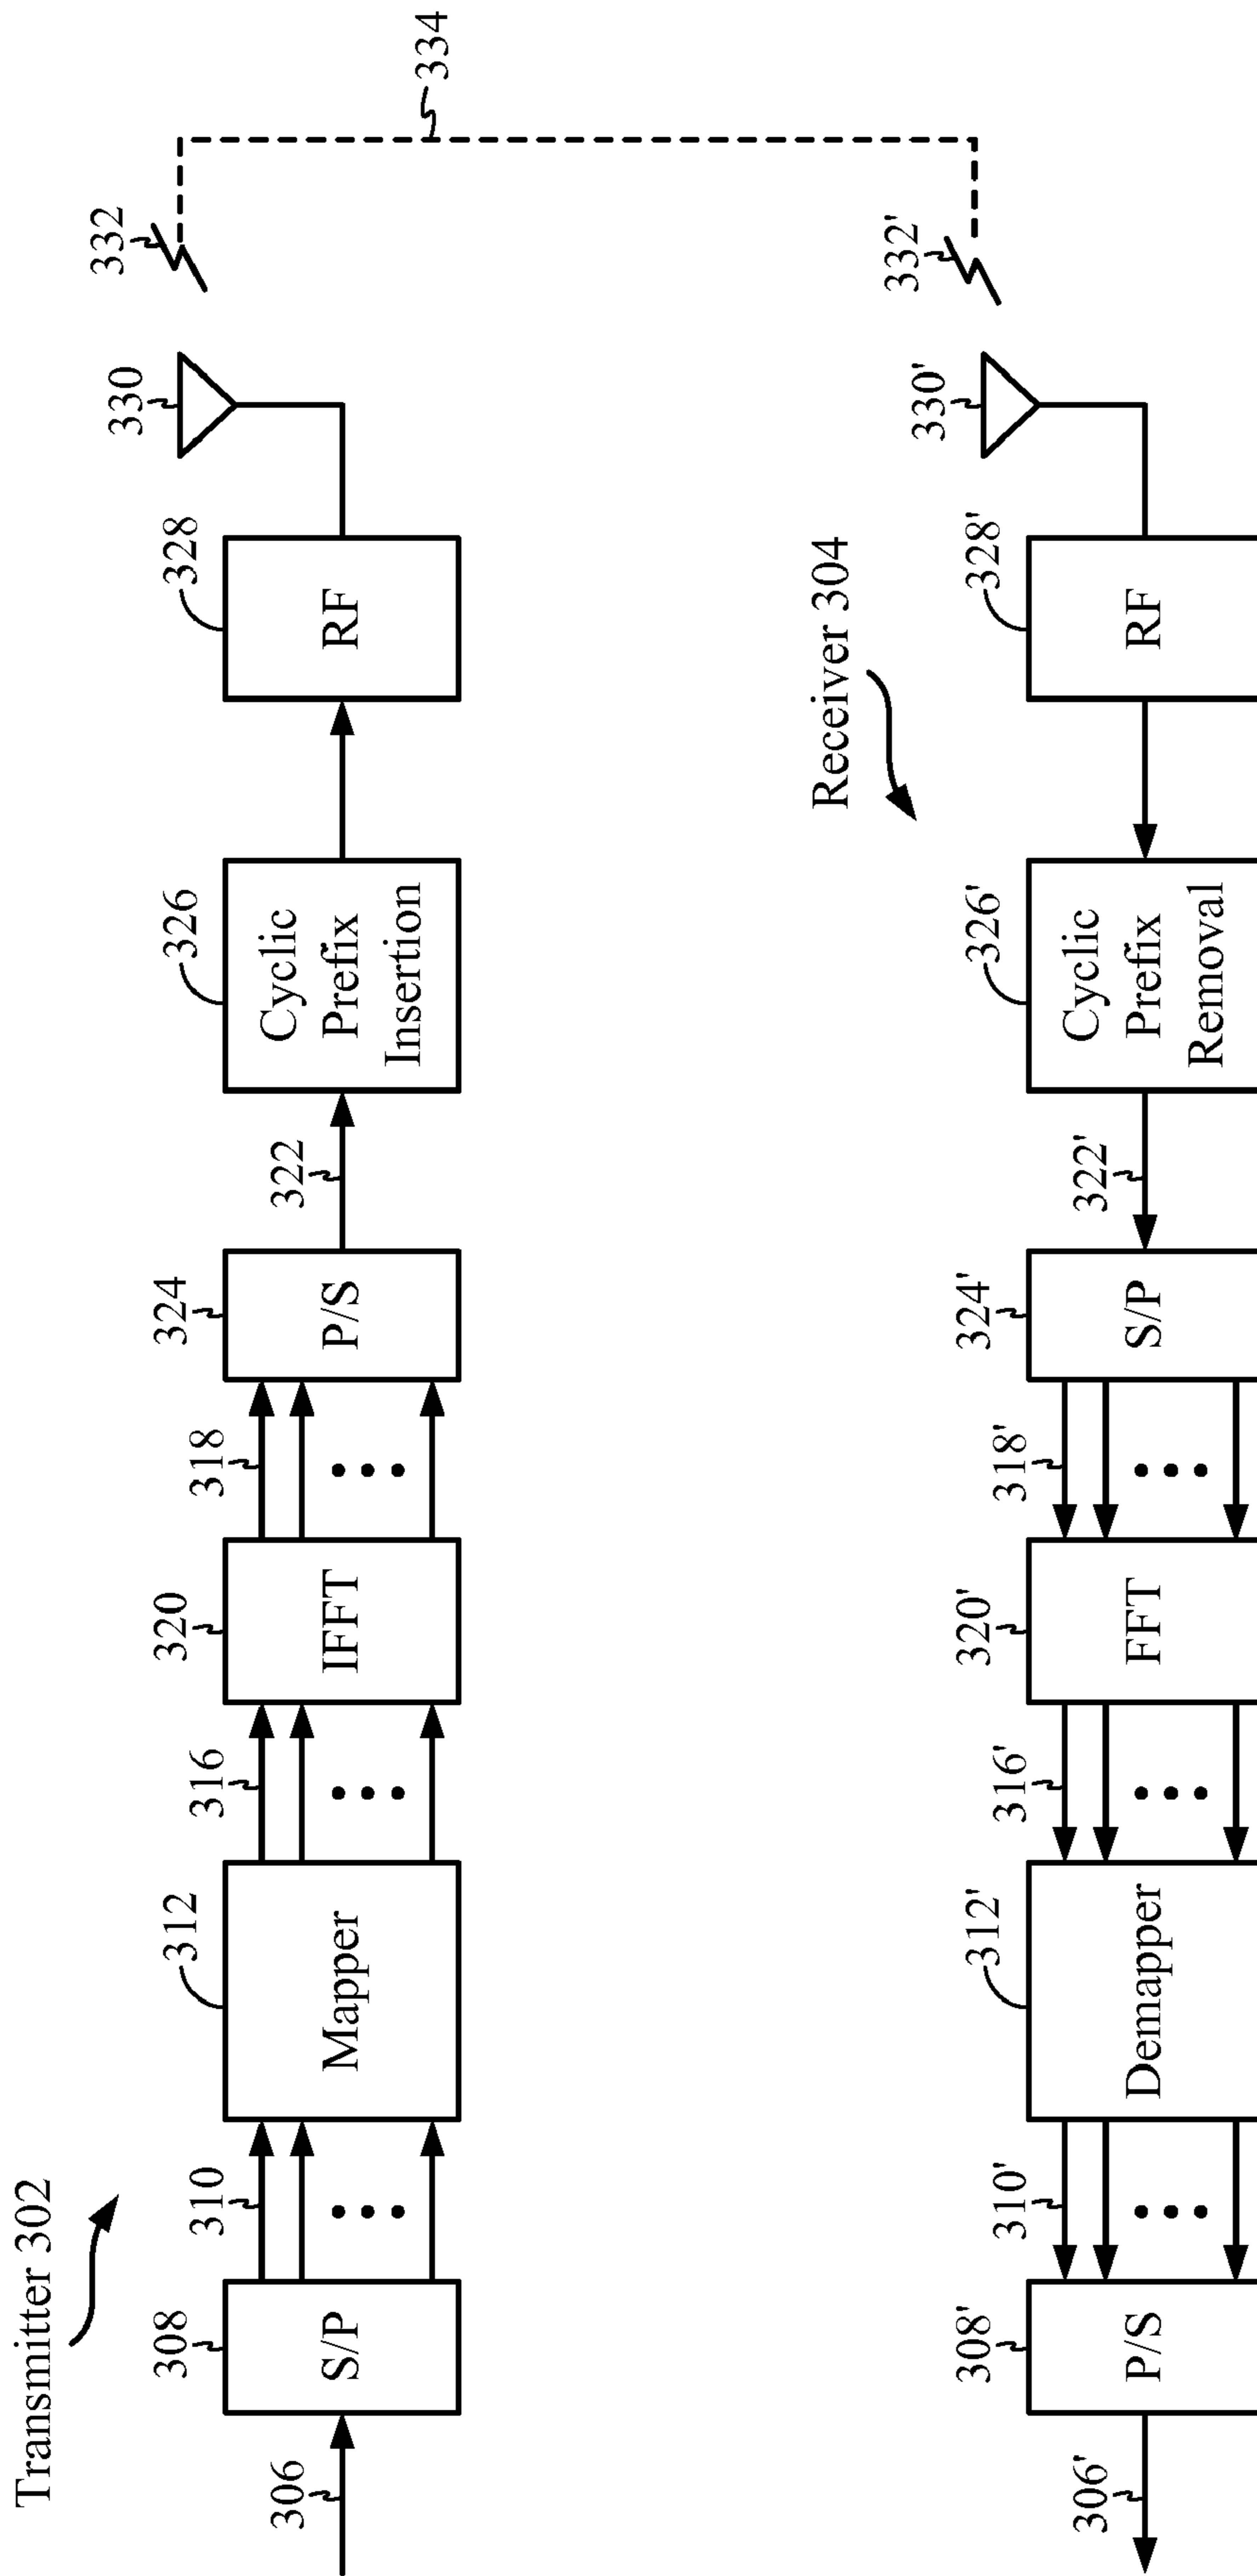 Transmitter 302
306
308
S/P
310
312
Mapper
316
320
IFFT
318
324
P/S
322
326
Cyclic
Prefix
Insertion
328
RF
330
332
334
Receiver 304
306'
308'
P/S
310'
312'
Demapper
316'
320'
FFT
318'
324'
S/P
322'
326'
Cyclic
Prefix
Removal
328'
RF
330'
332'